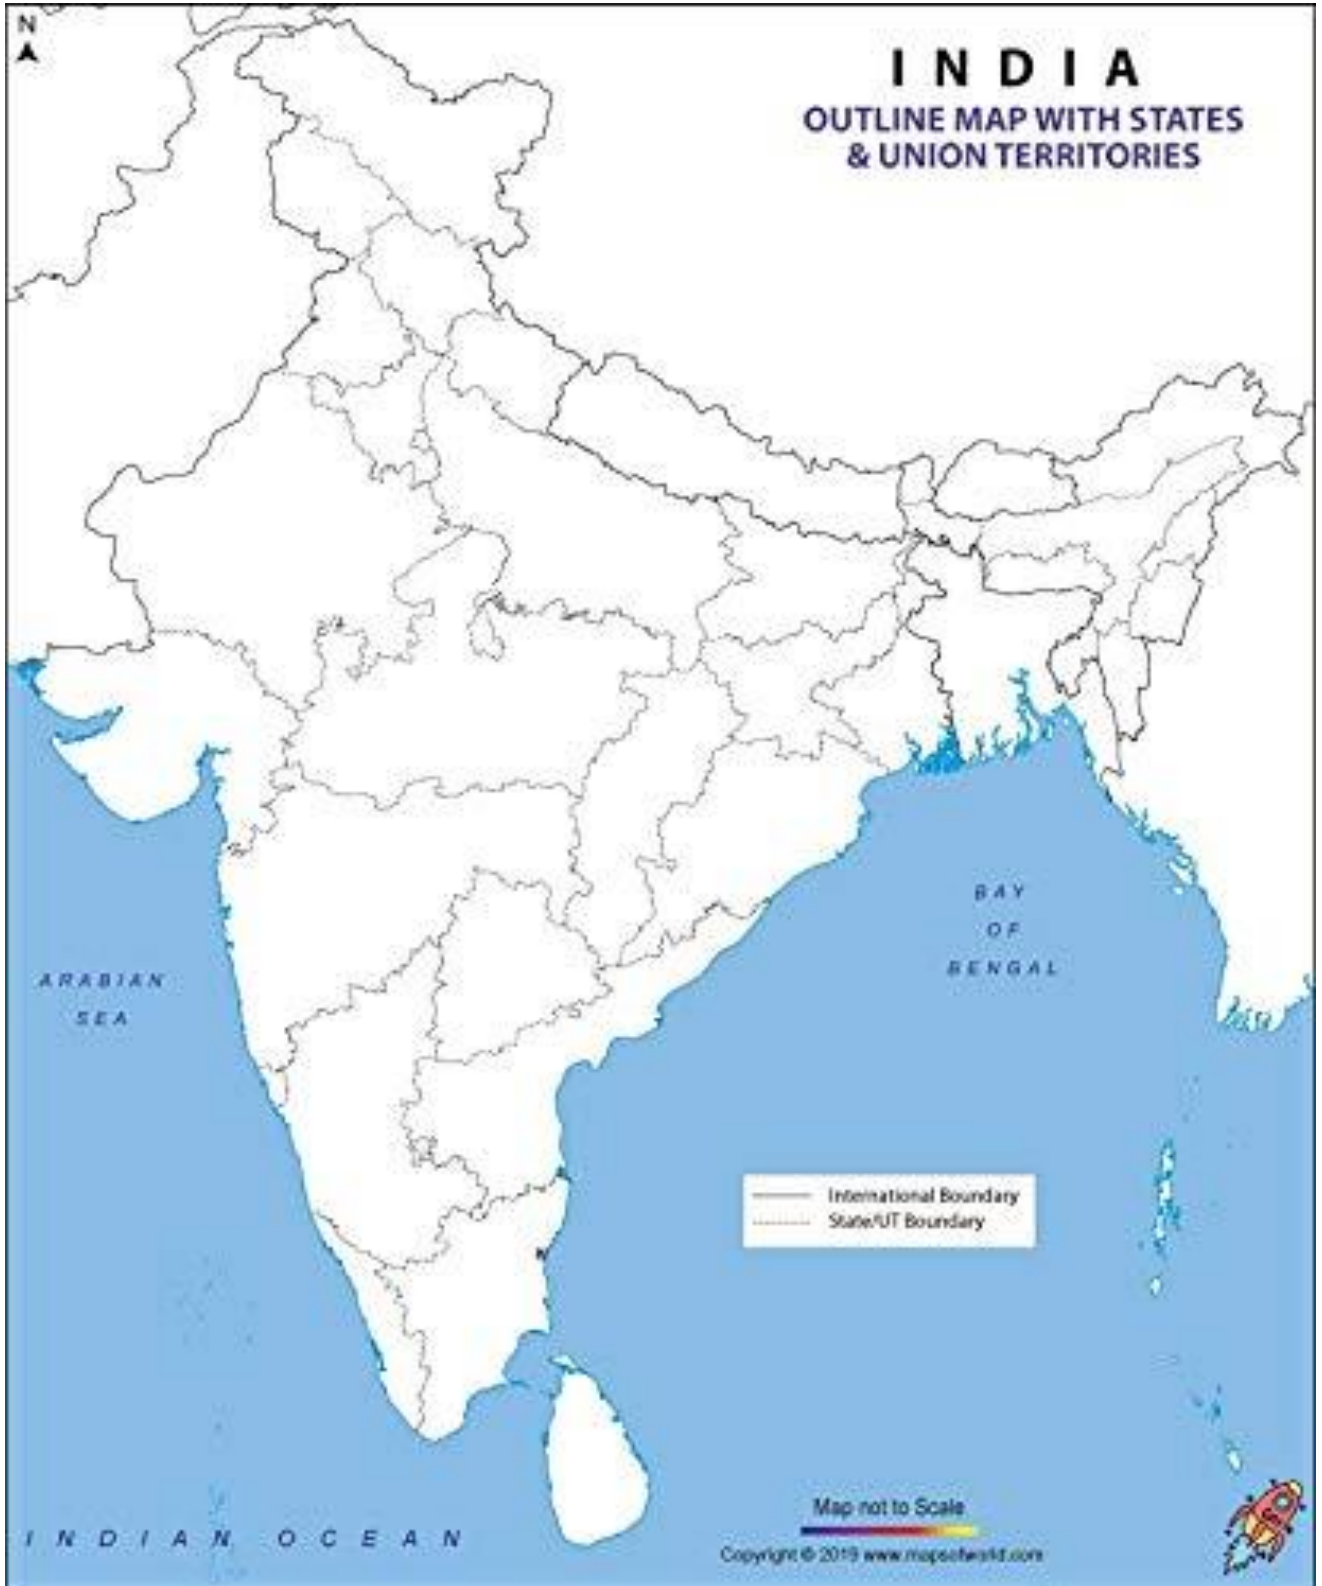 N
INDIA
OUTLINE MAP WITH STATES
& UNION TERRITORIES
BAY
OF
BENGAL
ARABIAN
SEA
International Boundary
State/UT Boundary
Map not to Scale
INDIAN OCEAN
Copyright © 2019 www.mapsofworld.com